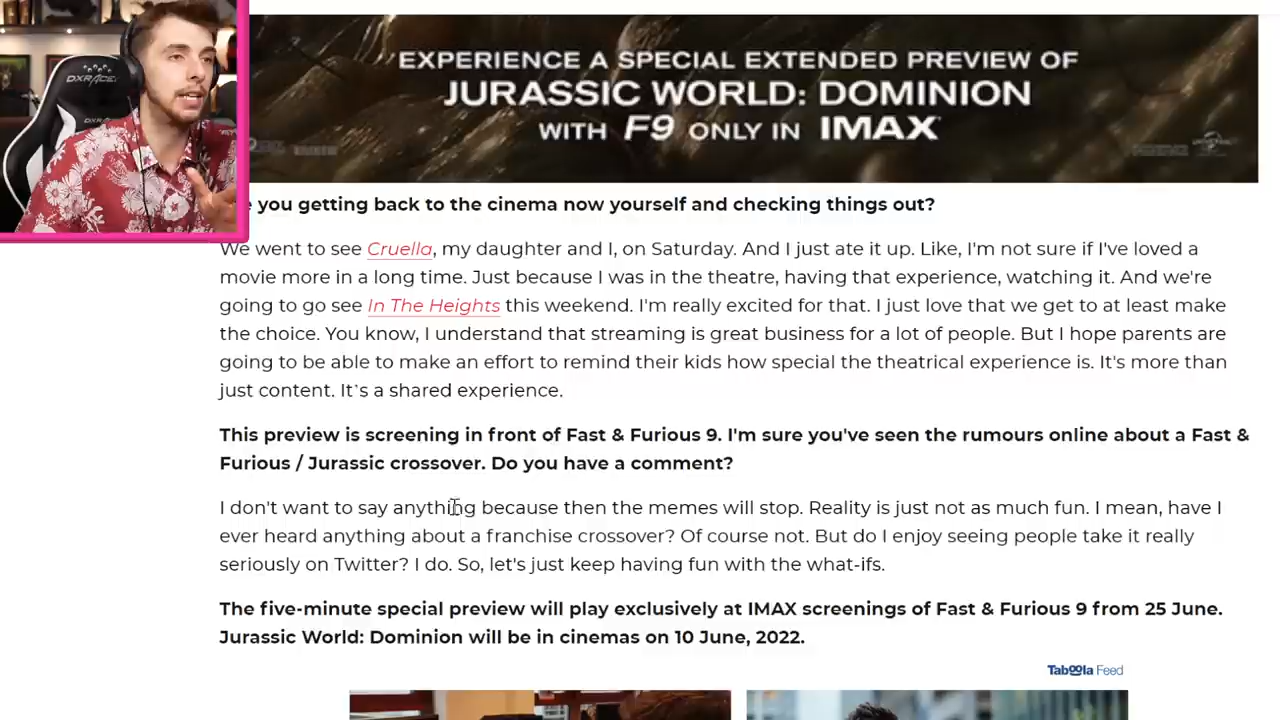 DXRACER
EXPERIENCE A SPECIAL EXTENDED PREVIEW OF
JURASSIC WORLD: DOMINION
WITH F9 ONLY IN IMAX
you getting back to the cinema now yourself and checking things out?
We went to see Cruella, my daughter and I, on Saturday. And I just ate it up. Like, I'm not sure if I've loved a
movie more in a long time. Just because I was in the theatre, having that experience, watching it. And we're
going to go see In The Heights this weekend. I'm really excited for that. I just love that we get to at least make
the choice. You know, I understand that streaming is great business for a lot of people. But I hope parents are
going to be able to make an effort to remind their kids how special the theatrical experience is. It's more than
just content. It's a shared experience.
This preview is screening in front of Fast & Furious 9. I'm sure you've seen the rumours online about a Fast &
Furious / Jurassic crossover. Do you have a comment?
I don't want to say anything because then the memes will stop. Reality is just not as much fun. I mean, have I
ever heard anything about a franchise crossover? Of course not. But do I enjoy seeing people take it really
seriously on Twitter? I do. So, let's just keep having fun with the what-ifs.
The five-minute special preview will play exclusively at IMAX screenings of Fast & Furious 9 from 25 June.
Jurassic World: Dominion will be in cinemas on 10 June, 2022.
Taboola Feed